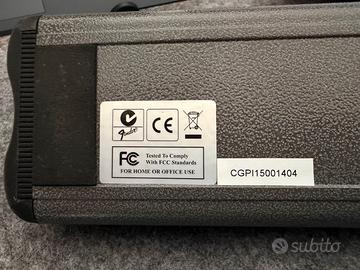 Fender
CE
FC
Tested To Comply
With FCC Standards
FOR HOME OR OFFICE USE
CGPI15001404
subito